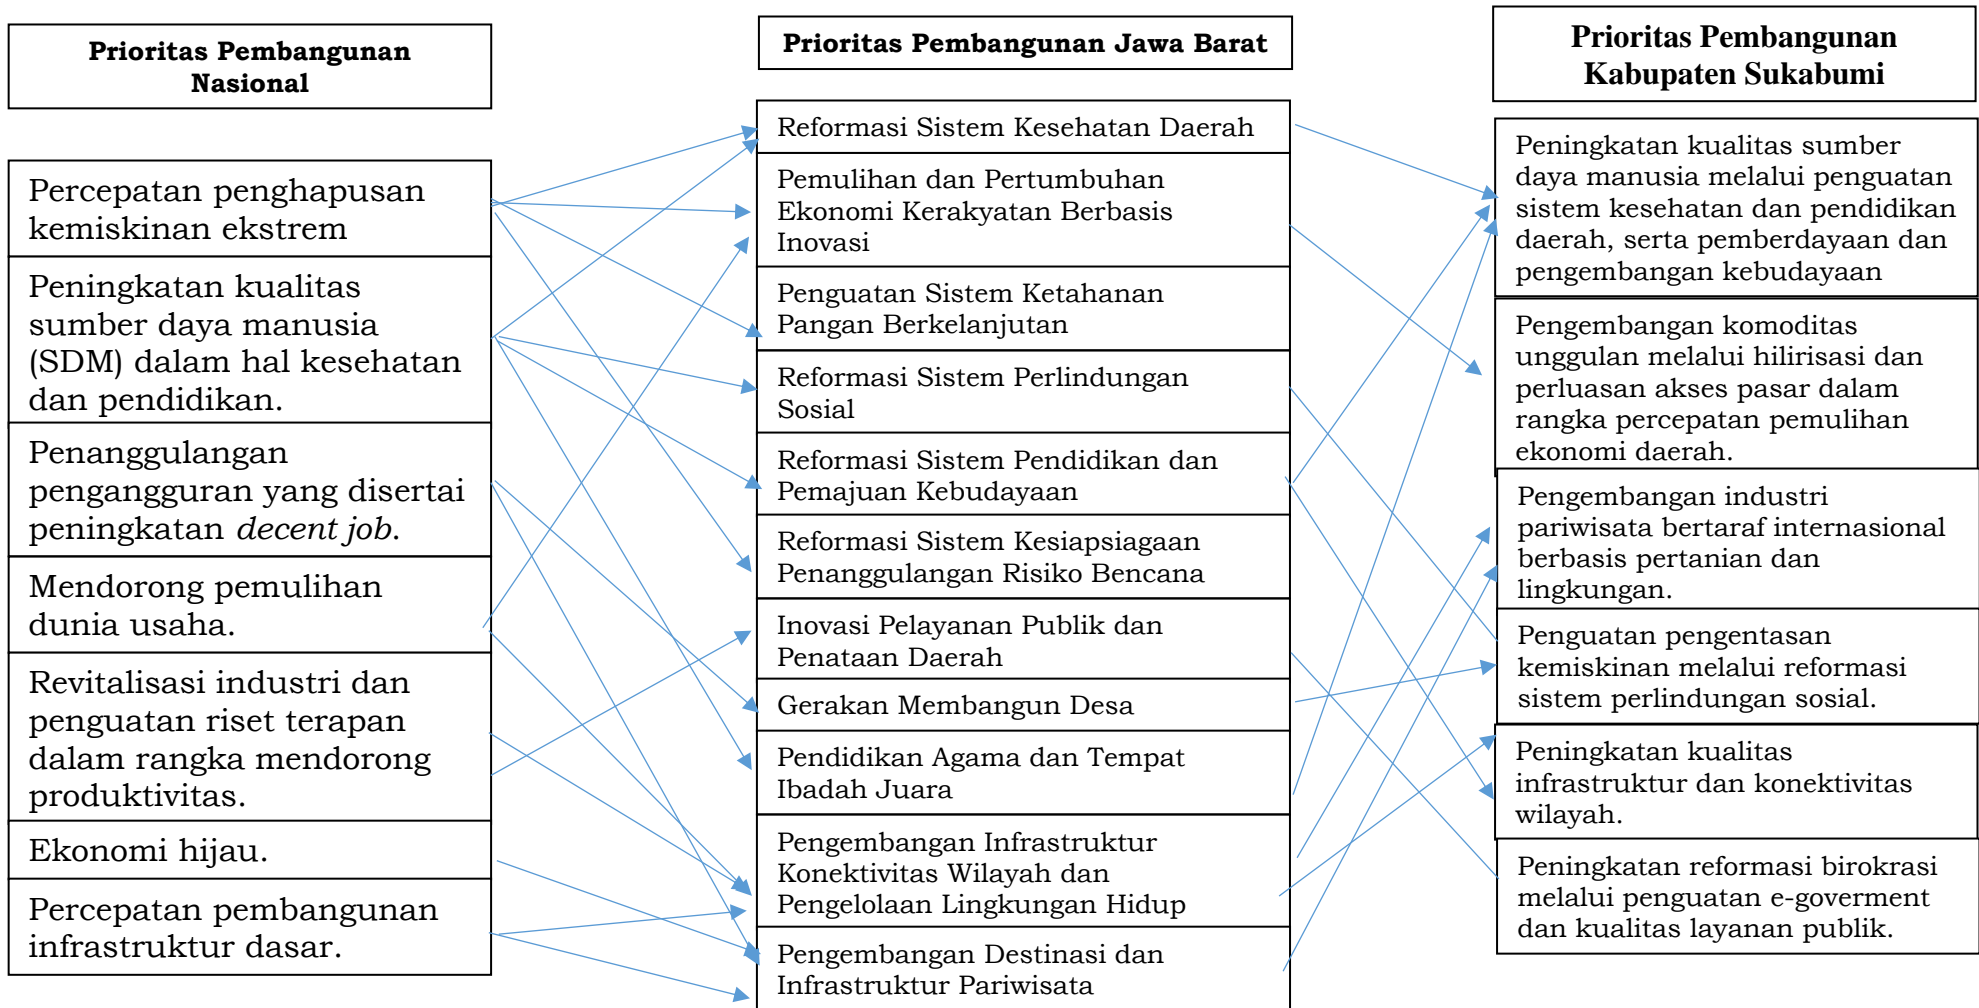 Prioritas Pembangunan
Nasional
Percepatan penghapusan
kemiskinan ekstrem
Peningkatan kualitas
sumber daya manusia
(SDM) dalam hal kesehatan
dan pendidikan.
Penanggulangan
pengangguran yang disertai
peningkatan decent job.
Mendorong pemulihan
dunia usaha.
Revitalisasi industri dan
penguatan riset terapan
dalam rangka mendorong
produktivitas.
Ekonomi hijau.
Percepatan pembangunan
infrastruktur dasar.
Prioritas Pembangunan Jawa Barat
Reformasi Sistem Kesehatan Daerah
Pemulihan dan Pertumbuhan
Ekonomi Kerakyatan Berbasis
Inovasi
Penguatan Sistem Ketahanan
Pangan Berkelanjutan
Reformasi Sistem Perlindungan
Sosial
Reformasi Sistem Pendidikan dan
Pemajuan Kebudayaan
Reformasi Sistem Kesiapsiagaan
Penanggulangan Risiko Bencana
Inovasi Pelayanan Publik dan
Penataan Daerah
Gerakan Membangun Desa
Pendidikan Agama dan Tempat
Ibadah Juara
Pengembangan Infrastruktur
Konektivitas Wilayah dan
Pengelolaan Lingkungan Hidup
Pengembangan Destinasi dan
Infrastruktur Pariwisata
Prioritas Pembangunan
Kabupaten Sukabumi
Peningkatan kualitas sumber
daya manusia melalui penguatan
sistem kesehatan dan pendidikan
daerah, serta pemberdayaan dan
pengembangan kebudayaan
Pengembangan komoditas
unggulan melalui hilirisasi dan
perluasan akses pasar dalam
rangka percepatan pemulihan
ekonomi daerah.
Pengembangan industri
pariwisata bertaraf internasional
berbasis pertanian dan
lingkungan.
Penguatan pengentasan
kemiskinan melalui reformasi
sistem perlindungan sosial.
Peningkatan kualitas
infrastruktur dan konektivitas
wilayah.
Peningkatan reformasi birokrasi
melalui penguatan e-goverment
dan kualitas layanan publik.